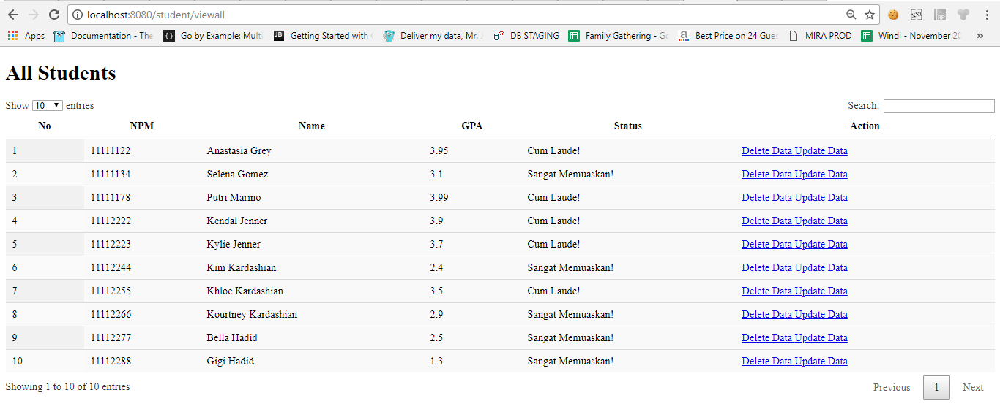 localhost:8080/student/viewall
Apps Documentation - The Go by Example: Mult Getting Started with Deliver my data, Mr. DB STAGING Family Gathering - Go Best Price on 24 Gues MIRA PROD Windi - November 20 »
All Students
Show 10 entries Search:
No NPM Name GPA Status Action
1 11111122 Anastasia Grey 3.95 Cum Laude! Delete Data Update Data
2 11111134 Selena Gomez 3.1 Sangat Memuaskan! Delete Data Update Data
3 11111178 Putri Marino 3.99 Cum Laude! Delete Data Update Data
4 11112222 Kendal Jenner 3.9 Cum Laude! Delete Data Update Data
5 11112223 Kylie Jenner 3.7 Cum Laude! Delete Data Update Data
6 11112244 Kim Kardashian 2.4 Sangat Memuaskan! Delete Data Update Data
7 11112255 Khloe Kardashian 3.5 Cum Laude! Delete Data Update Data
8 11112266 Kourtney Kardashian 2.9 Sangat Memuaskan! Delete Data Update Data
9 11112277 Bella Hadid 2.5 Sangat Memuaskan! Delete Data Update Data
10 11112288 Gigi Hadid 1.3 Sangat Memuaskan! Delete Data Update Data
Showing 1 to 10 of 10 entries Previous 1 Next